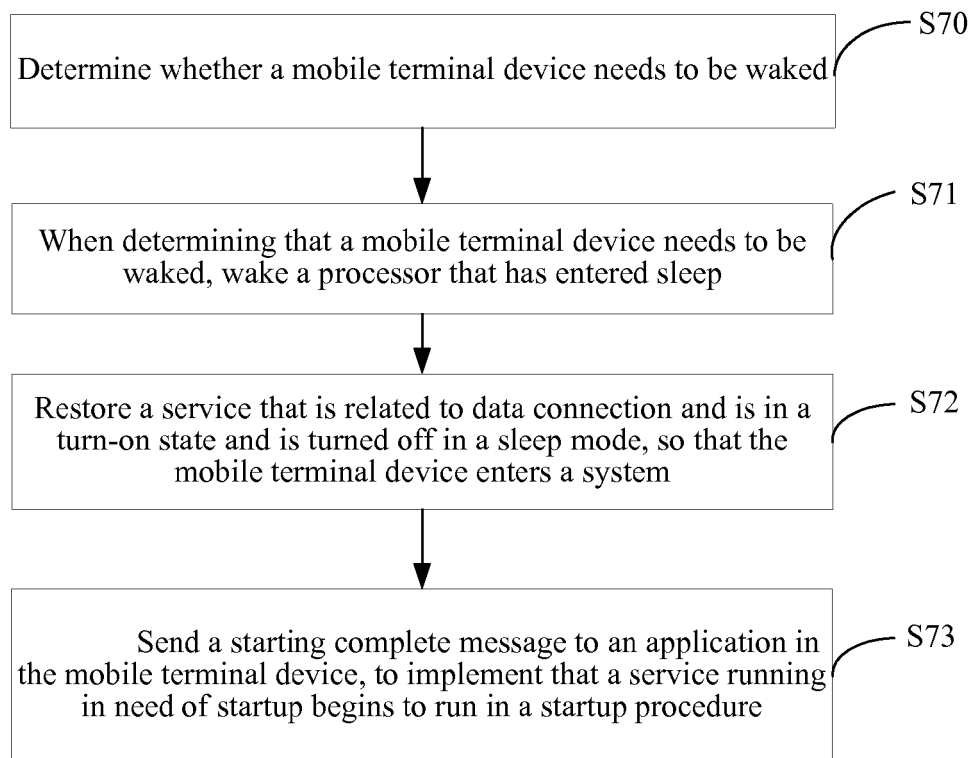 S70
Determine whether a mobile terminal device needs to be waked
S71
When determining that a mobile terminal device needs to be
waked, wake a processor that has entered sleep
S72
Restore a service that is related to data connection and is in a
turn-on state and is turned off in a sleep mode, so that the
mobile terminal device enters a system
S73
Send a starting complete message to an application in
the mobile terminal device, to implement that a service running
in need of startup begins to run in a startup procedure